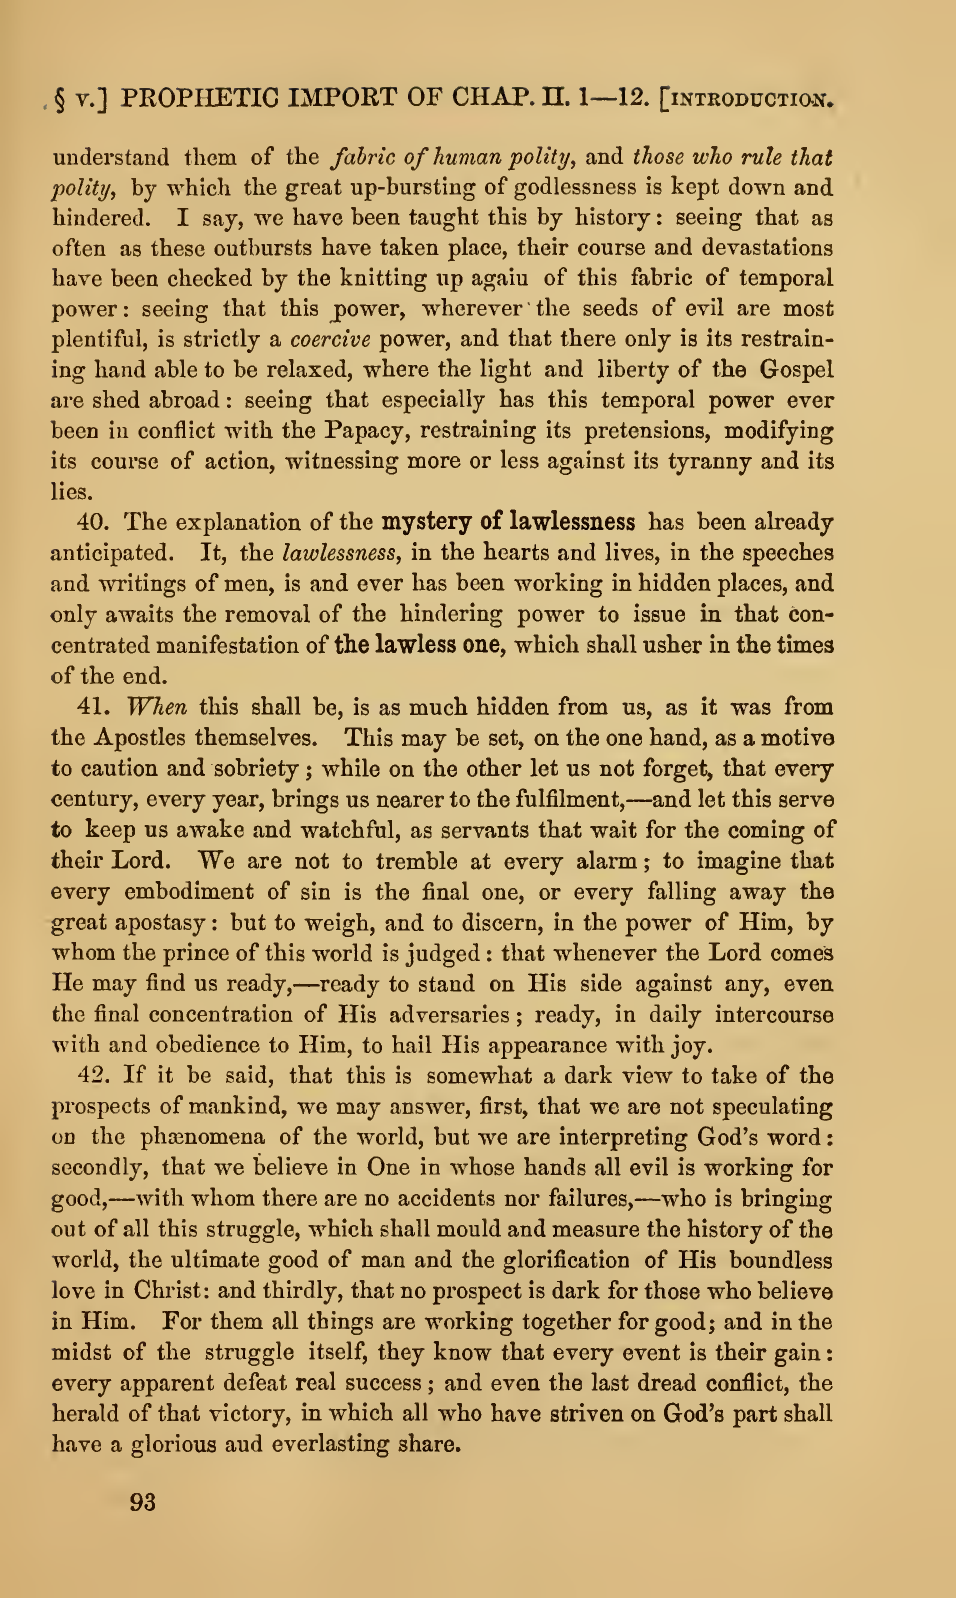 § V.] PROPHETIC IMPORT OF CHAP. II. 1—12. [INTRODUCTION.
understand them of the fabric of human polity, and those who rule that
polity, by which the great up-bursting of godlessness is kept down and
hindered. I say, we have been taught this by history: seeing that as
often as these outbursts have taken place, their course and devastations
have been checked by the knitting up again of this fabric of temporal
power: seeing that this power, wherever the seeds of evil are most
plentiful, is strictly a coercive power, and that there only is its restrain-
ing hand able to be relaxed, where the light and liberty of the Gospel
are shed abroad: seeing that especially has this temporal power ever
been in conflict with the Papacy, restraining its pretensions, modifying
its course of action, witnessing more or less against its tyranny and its
lies.
40. The explanation of the mystery of lawlessness has been already
anticipated. It, the lawlessness, in the hearts and lives, in the speeches
and writings of men, is and ever has been working in hidden places, and
only awaits the removal of the hindering power to issue in that con-
centrated manifestation of the lawless one, which shall usher in the times
of the end.
41. When this shall be, is as much hidden from us, as it was from
the Apostles themselves. This may be set, on the one hand, as a motive
to caution and sobriety; while on the other let us not forget, that every
century, every year, brings us nearer to the fulfilment,—and let this serve
to keep us awake and watchful, as servants that wait for the coming of
their Lord. We are not to tremble at every alarm; to imagine that
every embodiment of sin is the final one, or every falling away the
great apostasy: but to weigh, and to discern, in the power of Him, by
whom the prince of this world is judged: that whenever the Lord comes
He may find us ready,—ready to stand on His side against any, even
the final concentration of His adversaries; ready, in daily intercourse
with and obedience to Him, to hail His appearance with joy.
42. If it be said, that this is somewhat a dark view to take of the
prospects of mankind, we may answer, first, that we are not speculating
on the phænomena of the world, but we are interpreting God's word:
secondly, that we believe in One in whose hands all evil is working for
good,—with whom there are no accidents nor failures,—who is bringing
out of all this struggle, which shall mould and measure the history of the
world, the ultimate good of man and the glorification of His boundless
love in Christ: and thirdly, that no prospect is dark for those who believe
in Him. For them all things are working together for good; and in the
midst of the struggle itself, they know that every event is their gain:
every apparent defeat real success; and even the last dread conflict, the
herald of that victory, in which all who have striven on God's part shall
have a glorious and everlasting share.
93